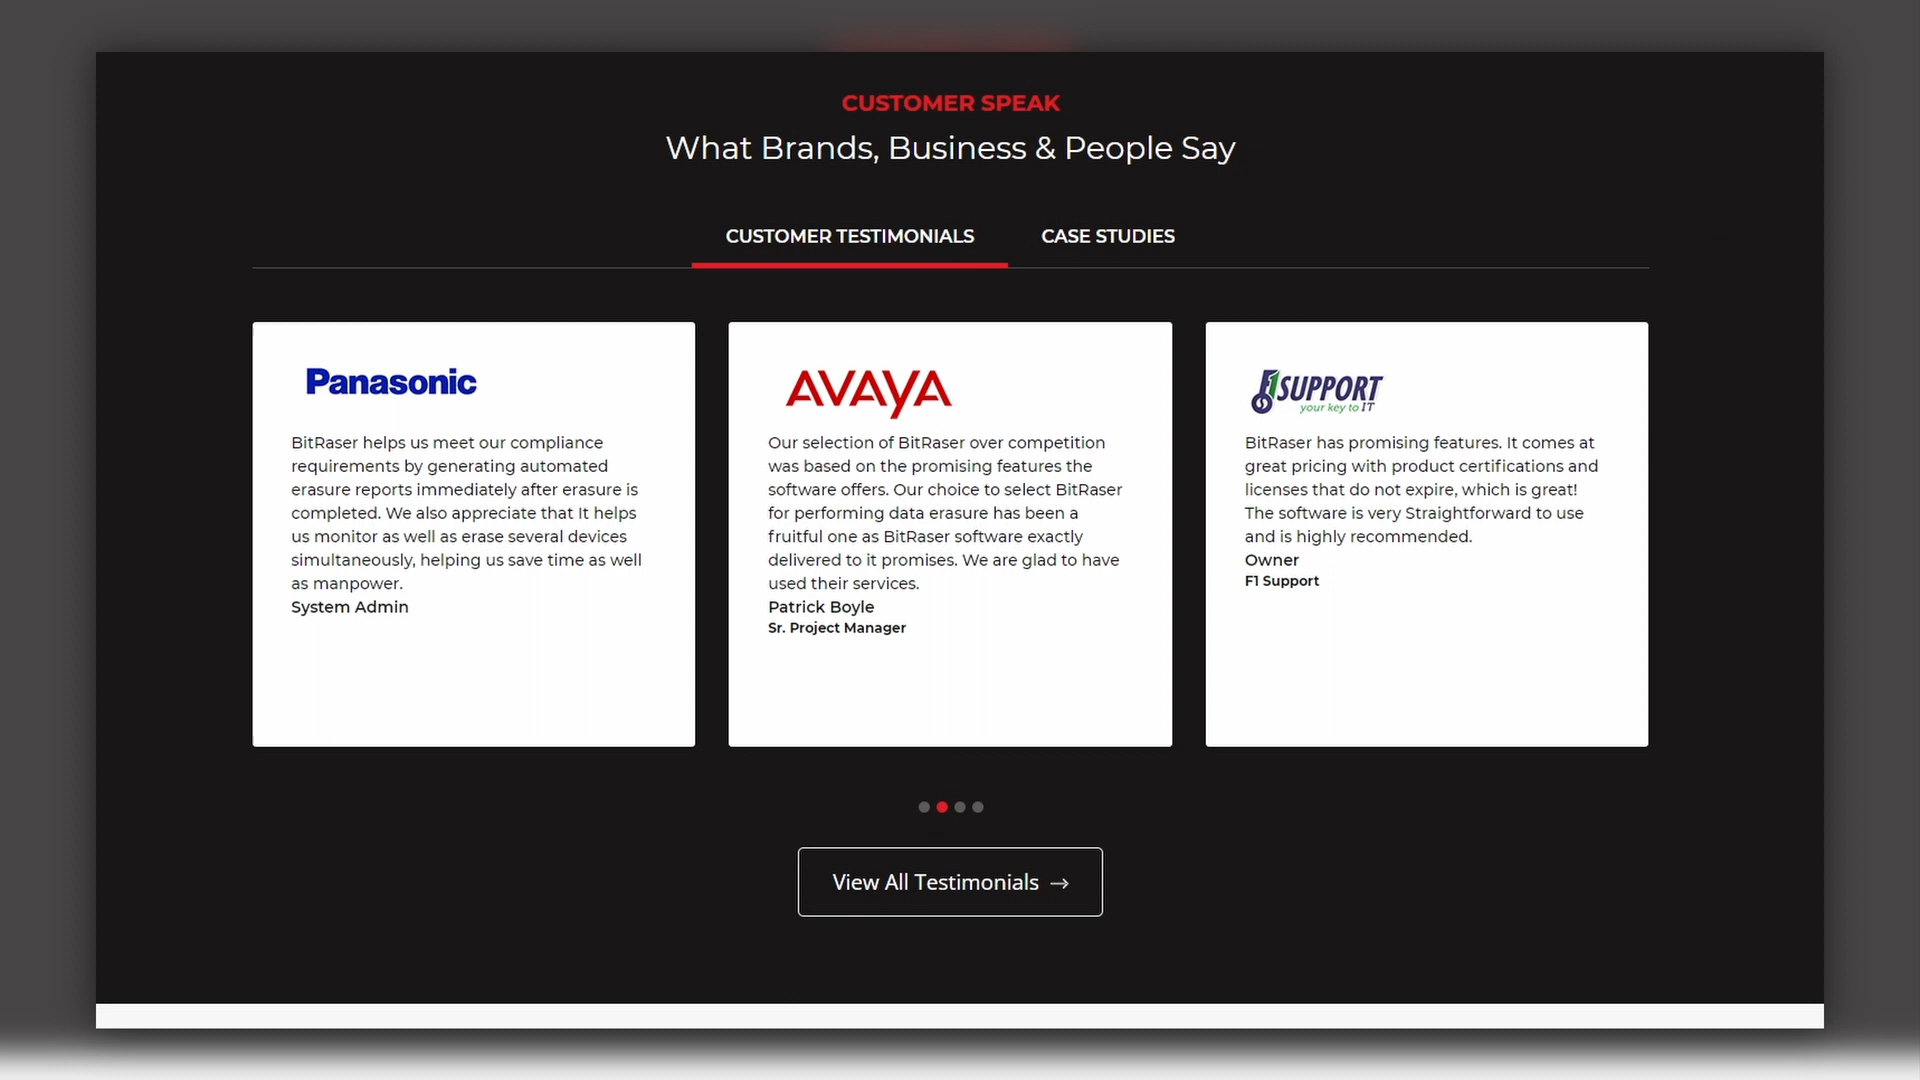 CUSTOMER SPEAK
What Brands, Business & People Say
CUSTOMER TESTIMONIALS
CASE STUDIES
Panasonic
BitRaser helps us meet our compliance
requirements by generating automated
erasure reports immediately after erasure is
completed. We also appreciate that It helps
us monitor as well as erase several devices
simultaneously, helping us save time as well
as manpower.
System Admin
AVAYA
Our selection of BitRaser over competition
was based on the promising features the
software offers. Our choice to select BitRaser
for performing data erasure has been a
fruitful one as BitRaser software exactly
delivered to it promises. We are glad to have
used their services.
Patrick Boyle
Sr. Project Manager
F1 SUPPORT
your key to IT
BitRaser has promising features. It comes at
great pricing with product certifications and
licenses that do not expire, which is great!
The software is very Straightforward to use
and is highly recommended.
Owner
F1 Support
View All Testimonials →